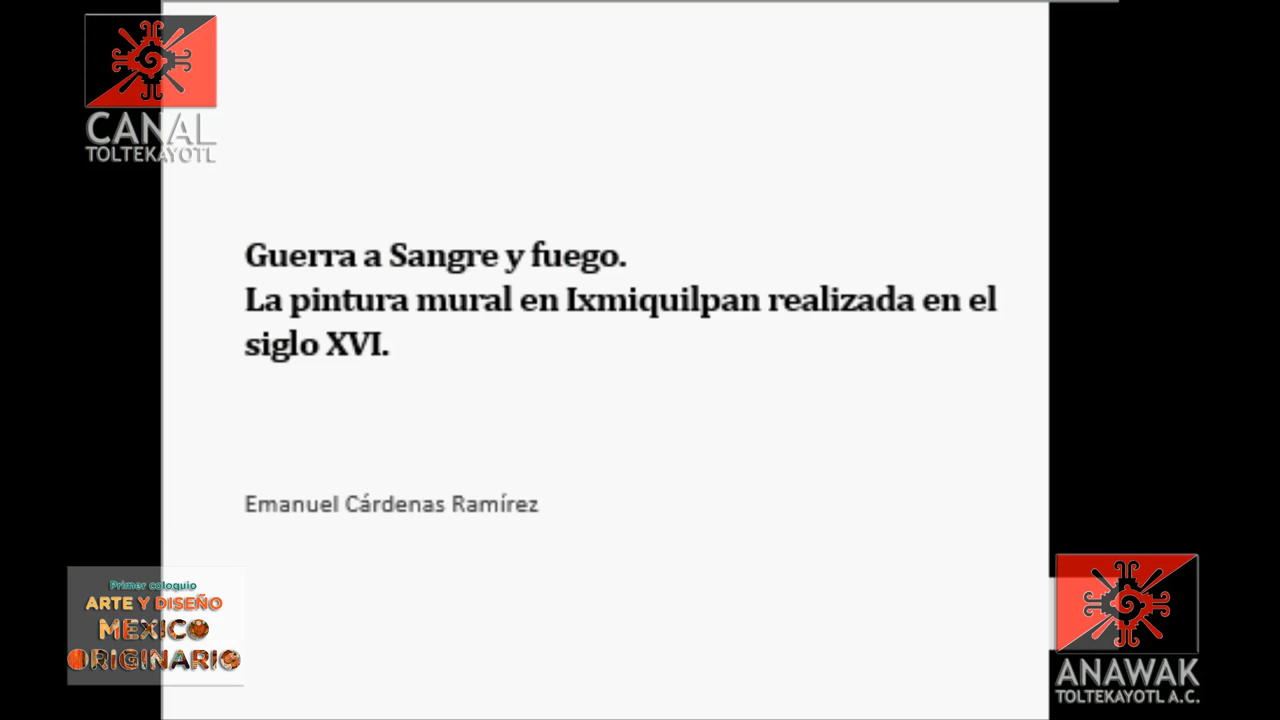 CANAL
TOLTEKAYOTL
Guerra a Sangre y fuego.
La pintura mural en Ixmiquilpan realizada en el
siglo XVI.
Emanuel Cárdenas Ramírez
Primer coloquio
ARTE Y DISEÑO
MEXICO
ORIGINARIO
ANAWAK
TOLTEKAYOTL A.C.